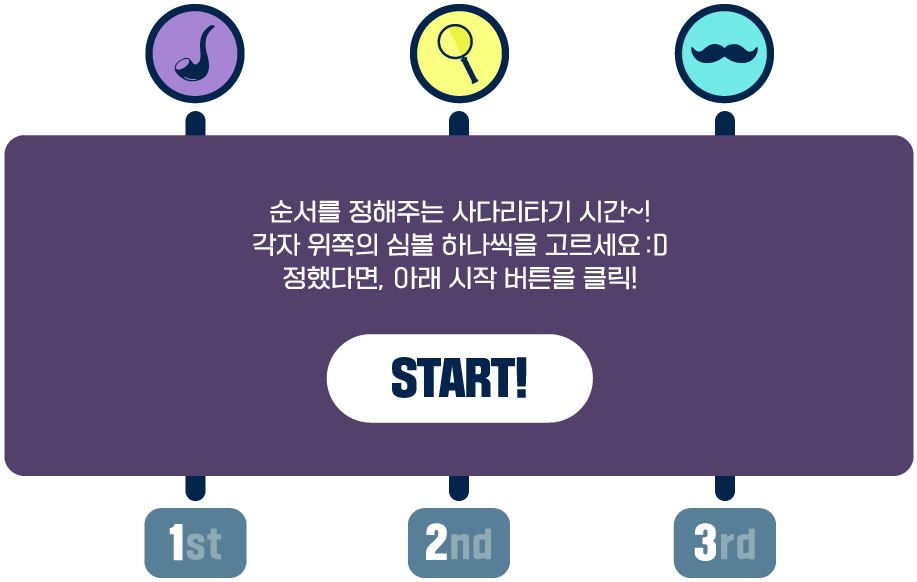 순서를 정해주는 사다리타기 시간~!
각자 위쪽의 심볼 하나씩을 고르세요 :D
정했다면, 아래 시작 버튼을 클릭!
START!
1st 2nd 3rd